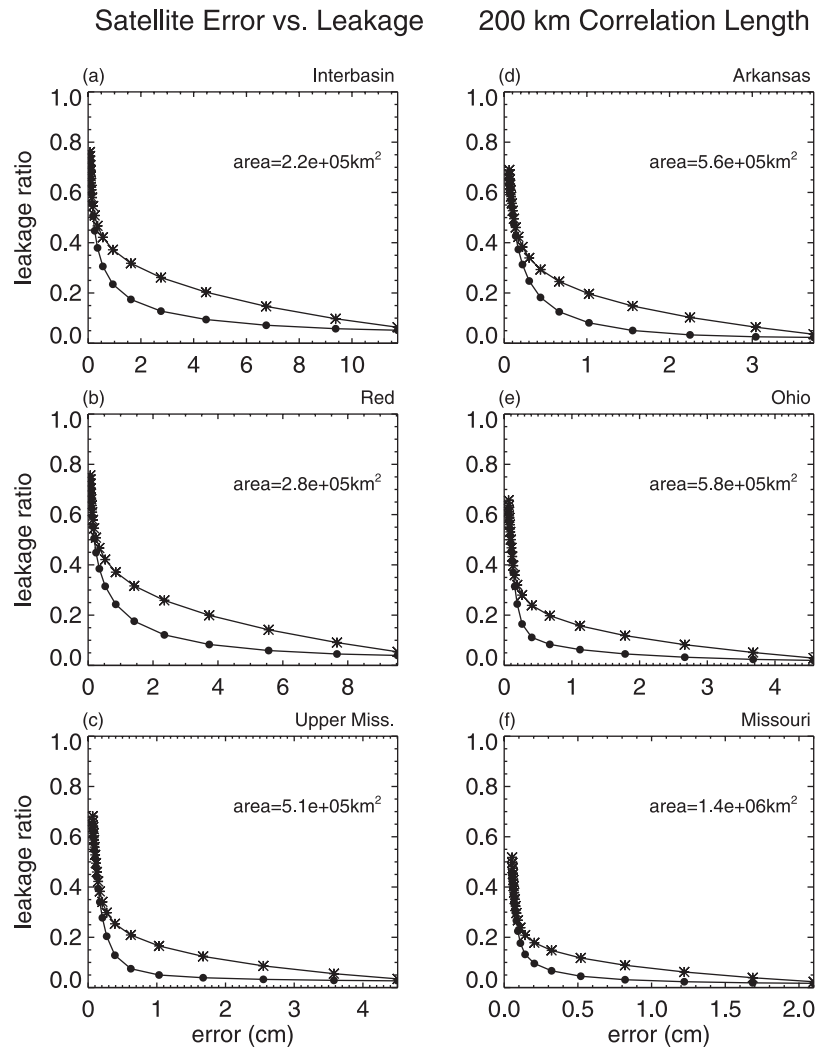 Satellite Error vs. Leakage
200 km Correlation Length
(a)
Interbasin
1.0
0.8
0.6
0.4
0.2
0.0
leakage ratio
area=2.2e+05km²
0 2 4 6 8 10
(b)
Red
1.0
0.8
0.6
0.4
0.2
0.0
leakage ratio
area=2.8e+05km²
0 2 4 6 8
(c)
Upper Miss.
1.0
0.8
0.6
0.4
0.2
0.0
leakage ratio
area=5.1e+05km²
0 1 2 3 4
error (cm)
(d)
Arkansas
1.0
0.8
0.6
0.4
0.2
0.0
area=5.6e+05km²
0 1 2 3
(e)
Ohio
1.0
0.8
0.6
0.4
0.2
0.0
area=5.8e+05km²
0 1 2 3 4
(f)
Missouri
1.0
0.8
0.6
0.4
0.2
0.0
area=1.4e+06km²
0.0 0.5 1.0 1.5 2.0
error (cm)